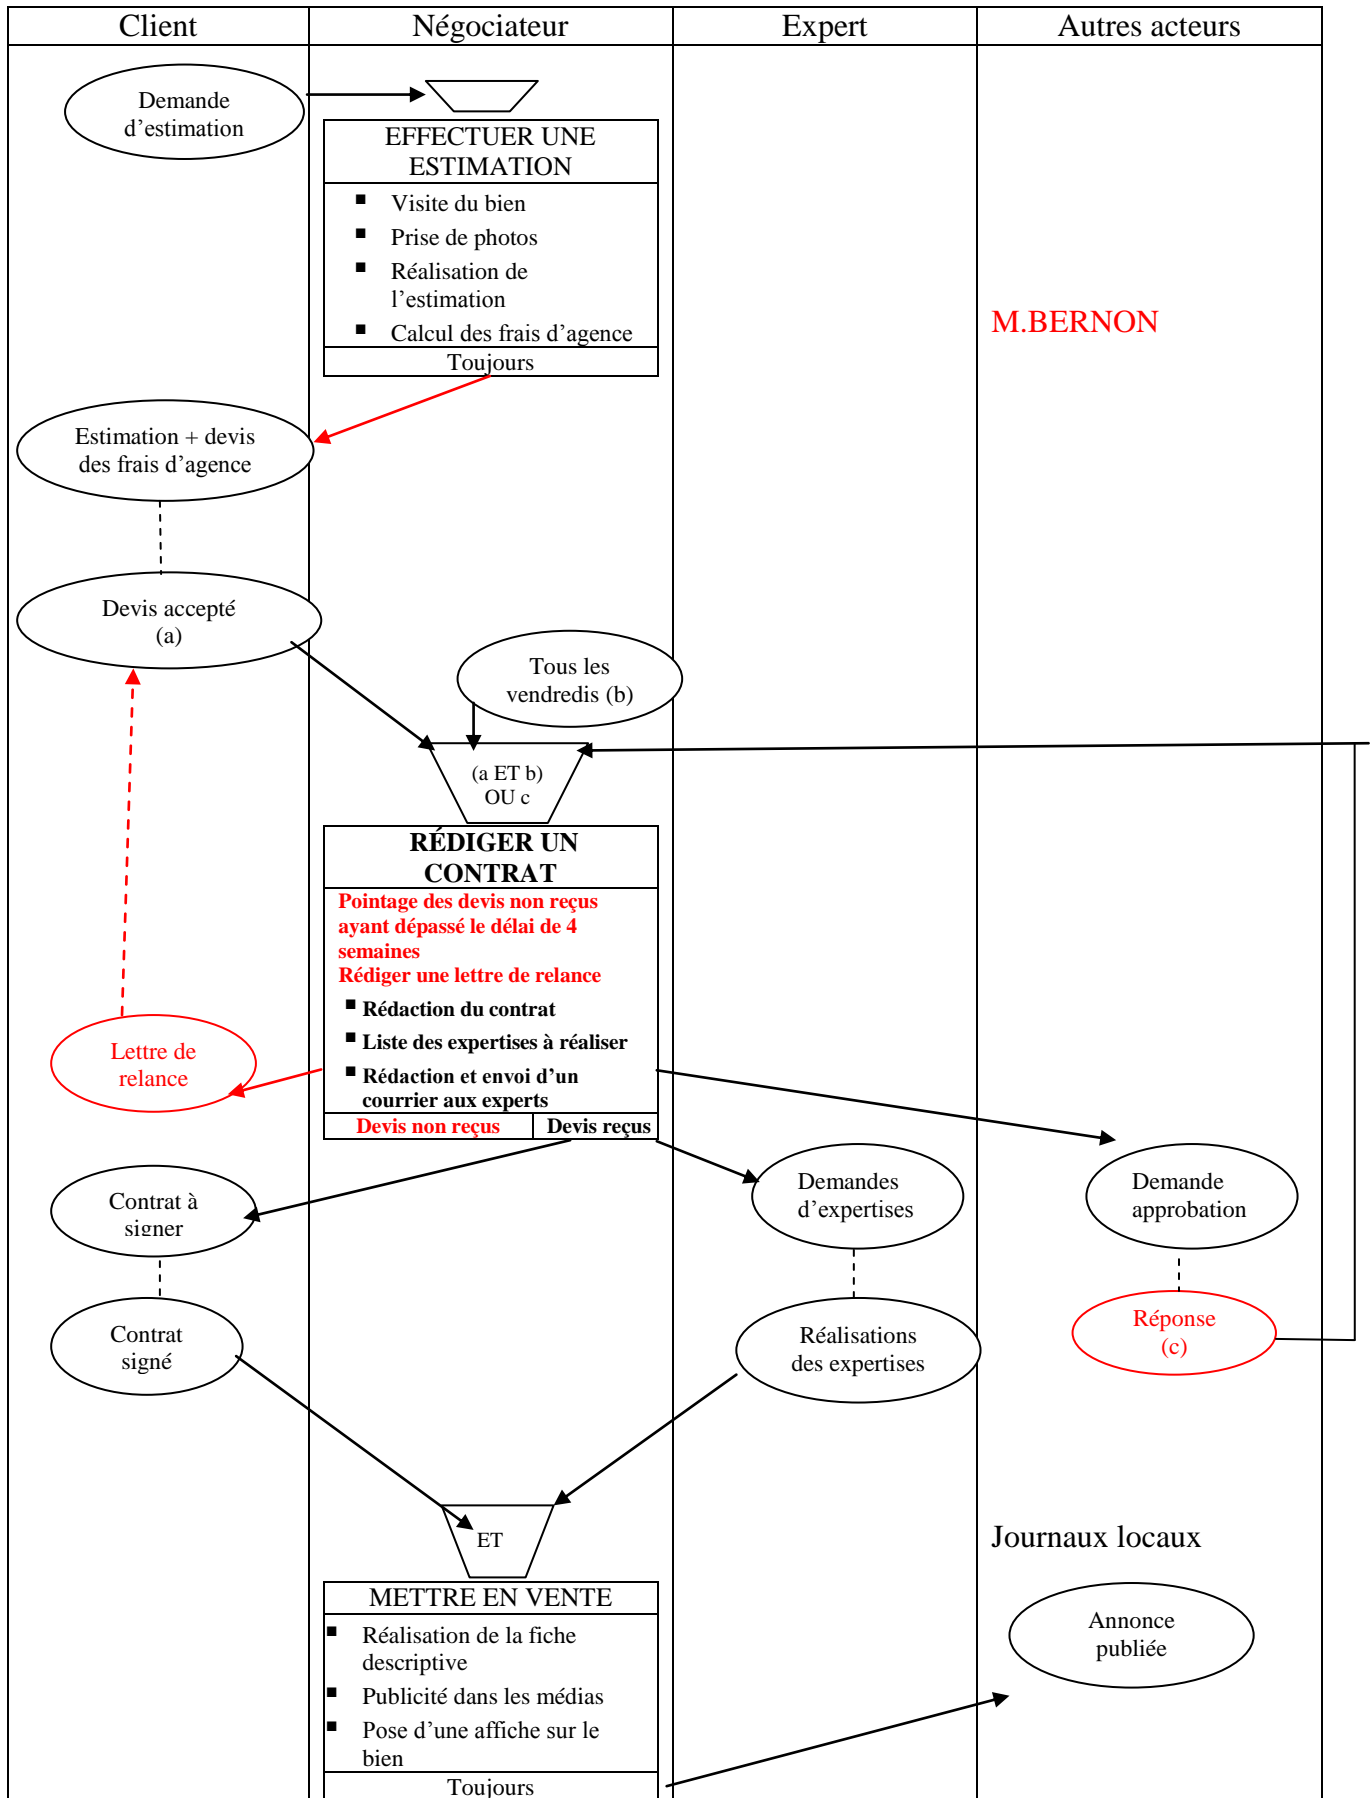 Client
Négociateur
Expert
Autres acteurs
Demande
d’estimation
EFFECTUER UNE
ESTIMATION
▪ Visite du bien
▪ Prise de photos
▪ Réalisation de
l’estimation
▪ Calcul des frais d’agence
Toujours
M.BERNON
Estimation + devis
des frais d’agence
Devis accepté
(a)
Tous les
vendredis (b)
(a ET b)
OU c
RÉDIGER UN
CONTRAT
Pointage des devis non reçus
ayant dépassé le délai de 4
semaines
Rédiger une lettre de relance
▪ Rédaction du contrat
▪ Liste des expertises à réaliser
▪ Rédaction et envoi d’un
courrier aux experts
Devis non reçus
Devis reçus
Lettre de
relance
Contrat à
signer
Demandes
d’expertises
Demande
approbation
Contrat
signé
Réalisations
des expertises
Réponse
(c)
ET
Journaux locaux
METTRE EN VENTE
▪ Réalisation de la fiche
descriptive
▪ Publicité dans les médias
▪ Pose d’une affiche sur le
bien
Toujours
Annonce
publiée